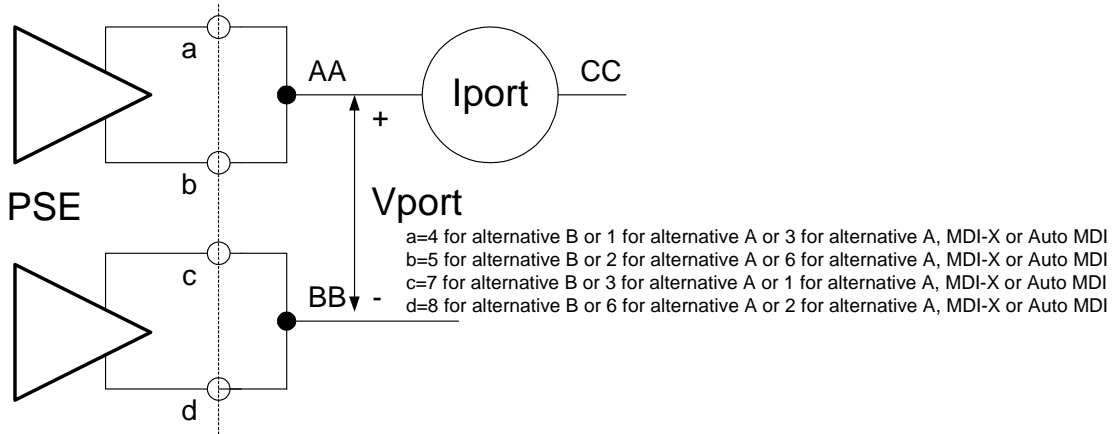 a
AA
CC
Iport
+
b
PSE
Vport
a=4 for alternative B or 1 for alternative A or 3 for alternative A, MDI-X or Auto MDI
b=5 for alternative B or 2 for alternative A or 6 for alternative A, MDI-X or Auto MDI
c
c=7 for alternative B or 3 for alternative A or 1 for alternative A, MDI-X or Auto MDI
BB
-
d=8 for alternative B or 6 for alternative A or 2 for alternative A, MDI-X or Auto MDI
d